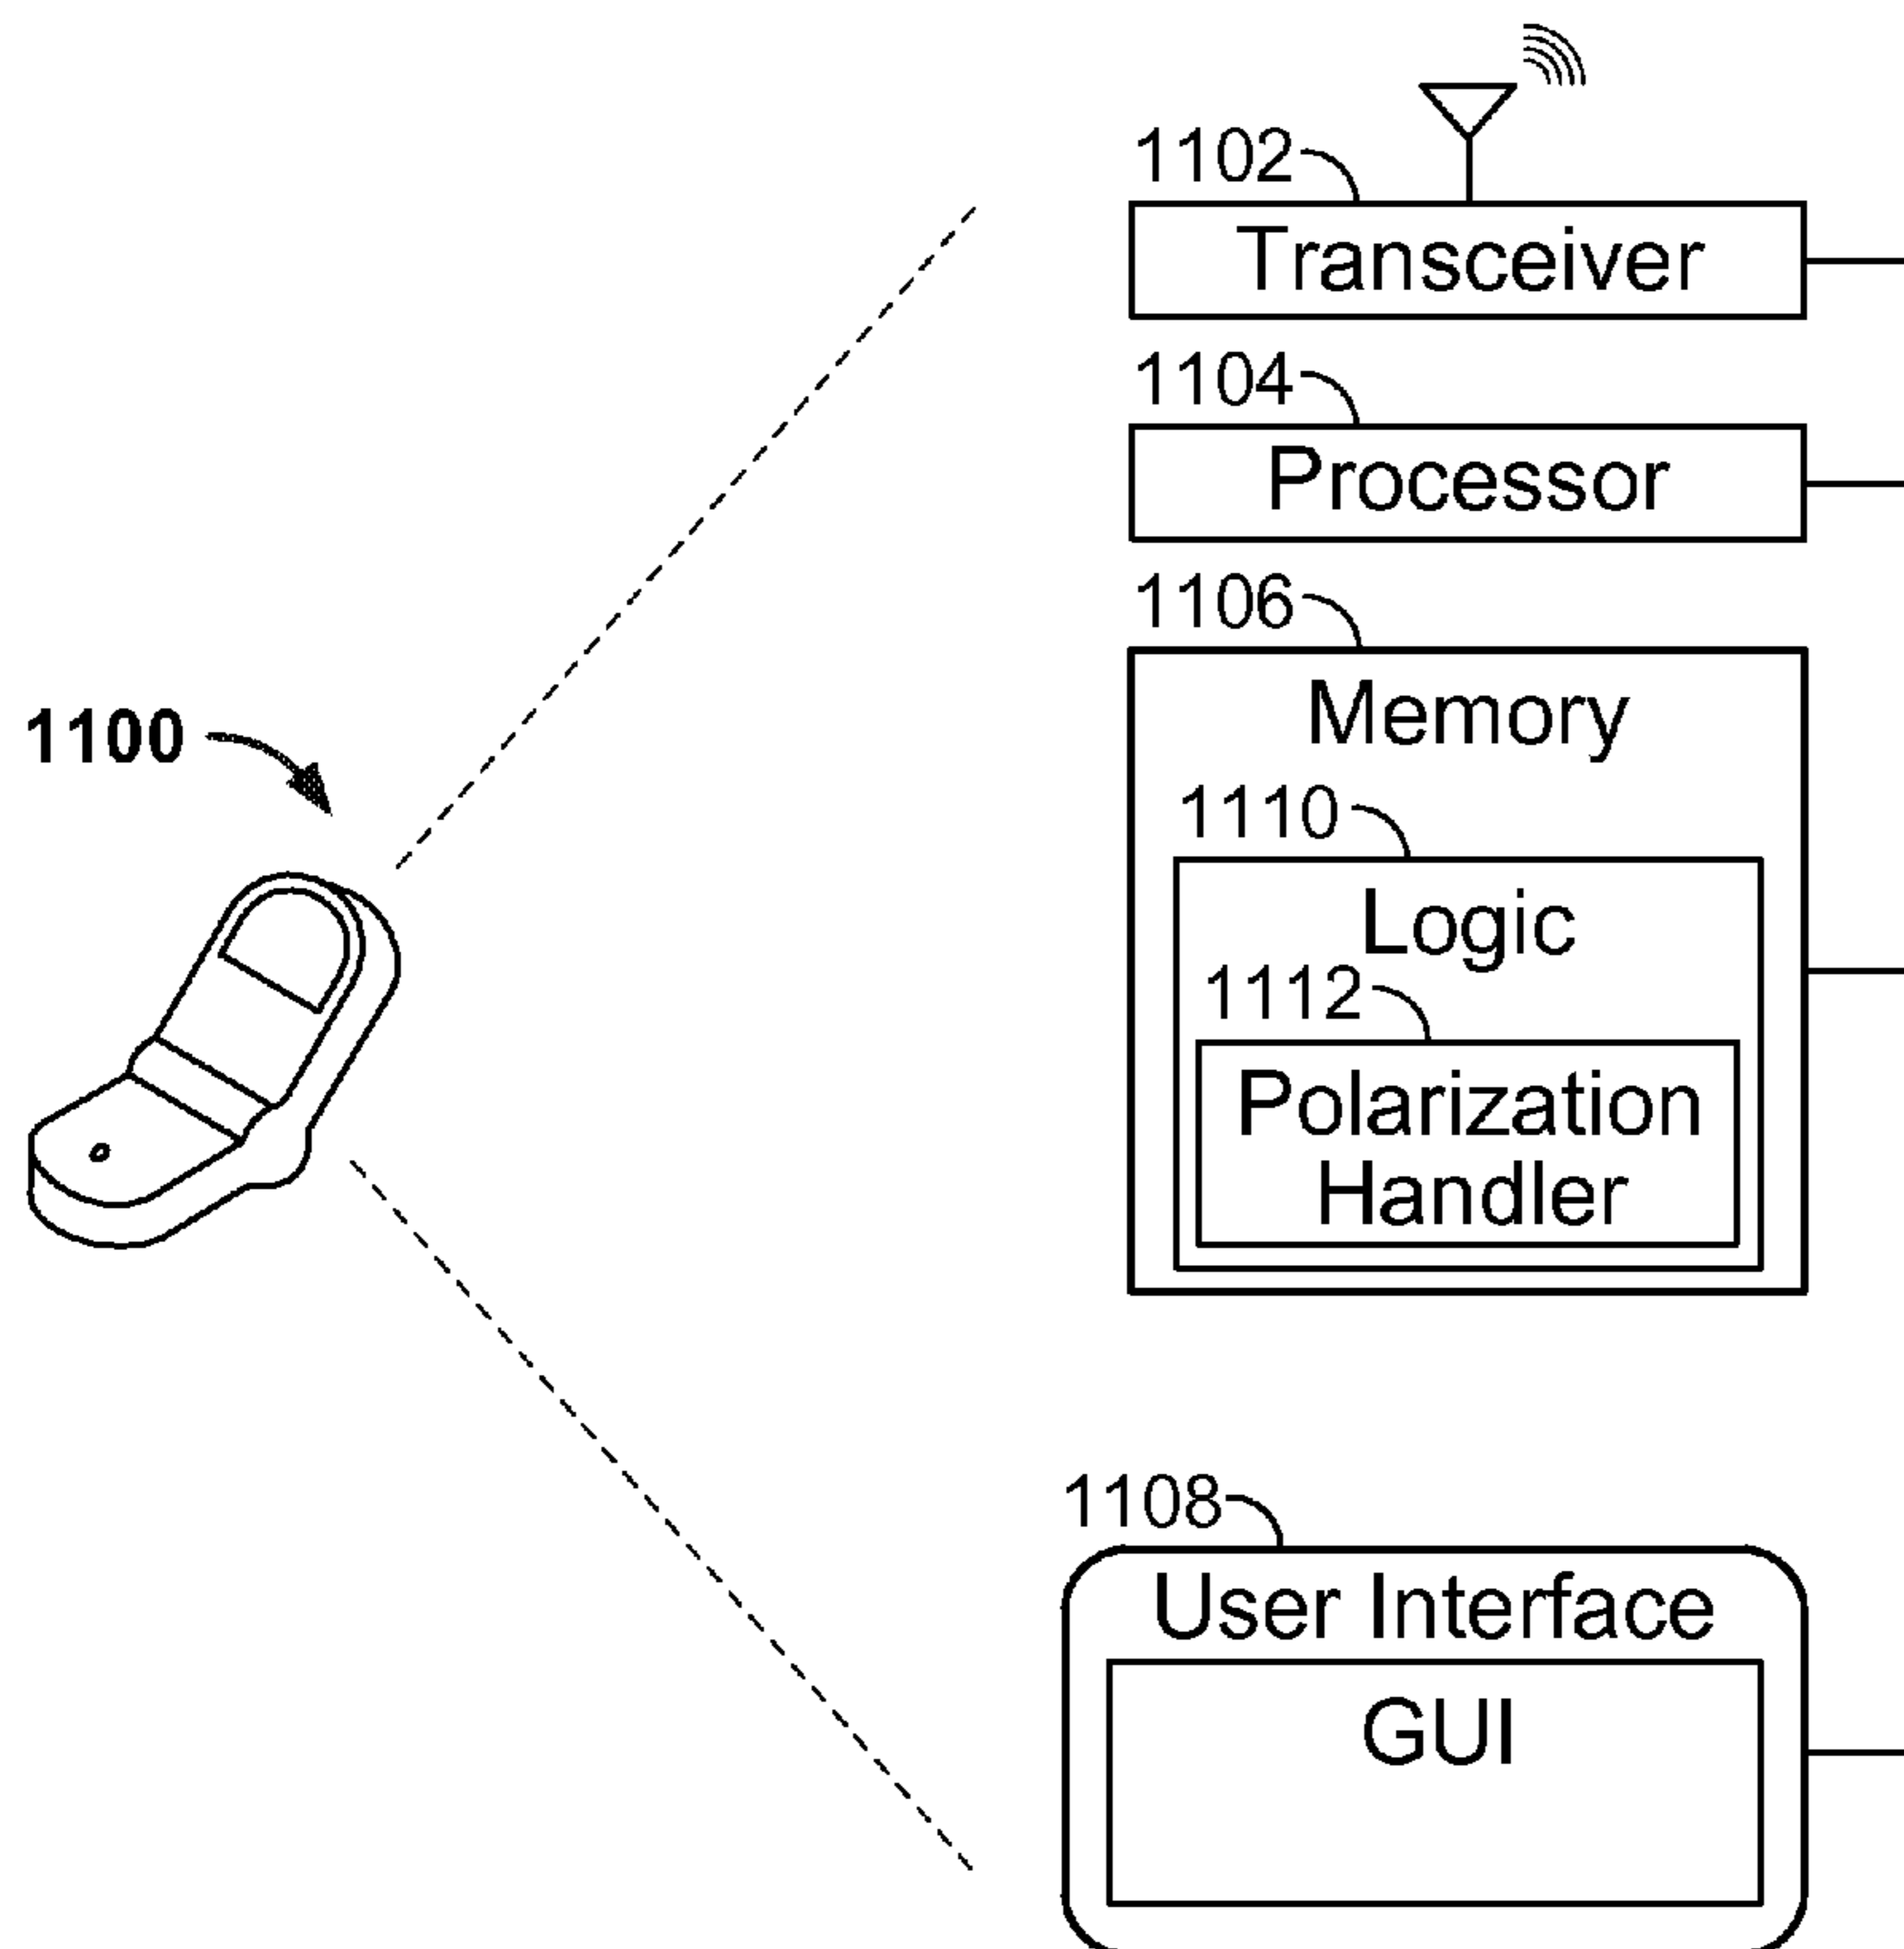 1102
Transceiver
1104
Processor
1106
Memory
1100
1110
Logic
1112
Polarization
Handler
1108
User Interface
GUI